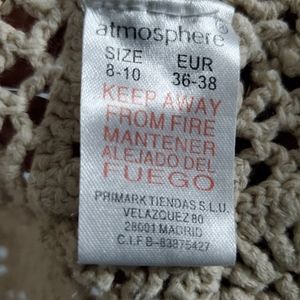 atmosphere®
SIZE EUR
8-10 36-38
KEEP AWAY
FROM FIRE
MANTENER
ALEJADO DEL
FUEGO
PRIMARK TIENDAS S.L.U.
VELAZQUEZ 80
28001 MADRID
C.I.F B-83875427